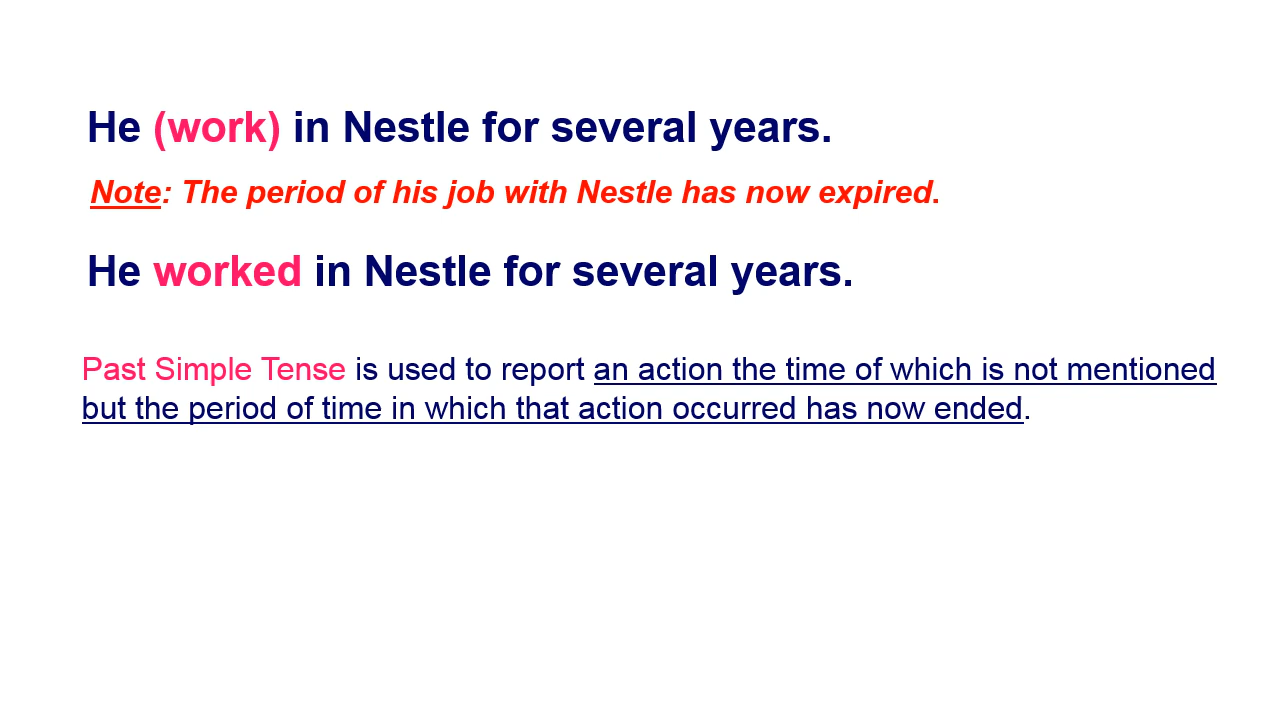 He (work) in Nestle for several years.
Note: The period of his job with Nestle has now expired.
He worked in Nestle for several years.
Past Simple Tense is used to report an action the time of which is not mentioned
but the period of time in which that action occurred has now ended.